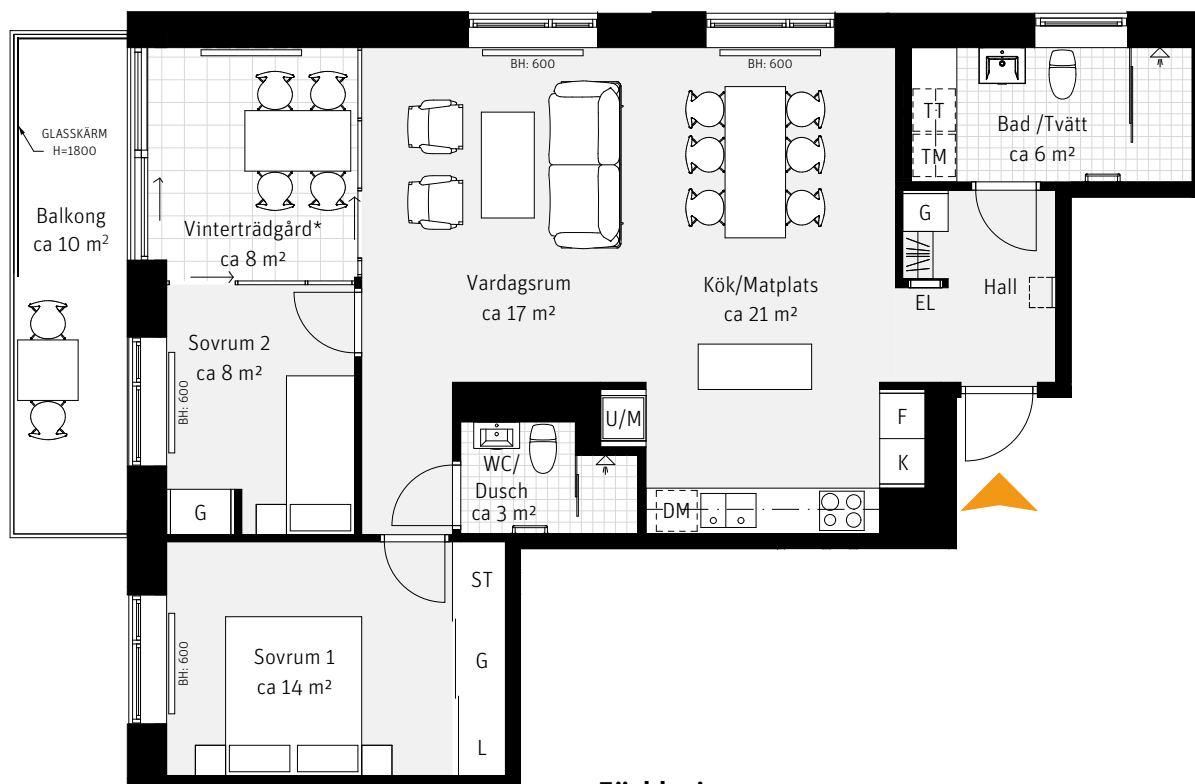 BH: 600
BH: 600
GLASSKÄRM
H=1800
TT
TM
Bad /Tvätt
ca 6 m²
Balkong
ca 10 m²
Vinterträdgård*
ca 8 m²
G
Vardagsrum
ca 17 m²
Kök/Matplats
ca 21 m²
EL
Hall
Sovrum 2
ca 8 m²
BH: 600
U/M
F
K
WC/
Dusch
ca 3 m²
G
DM
ST
G
L
Sovrum 1
ca 14 m²
BH: 600